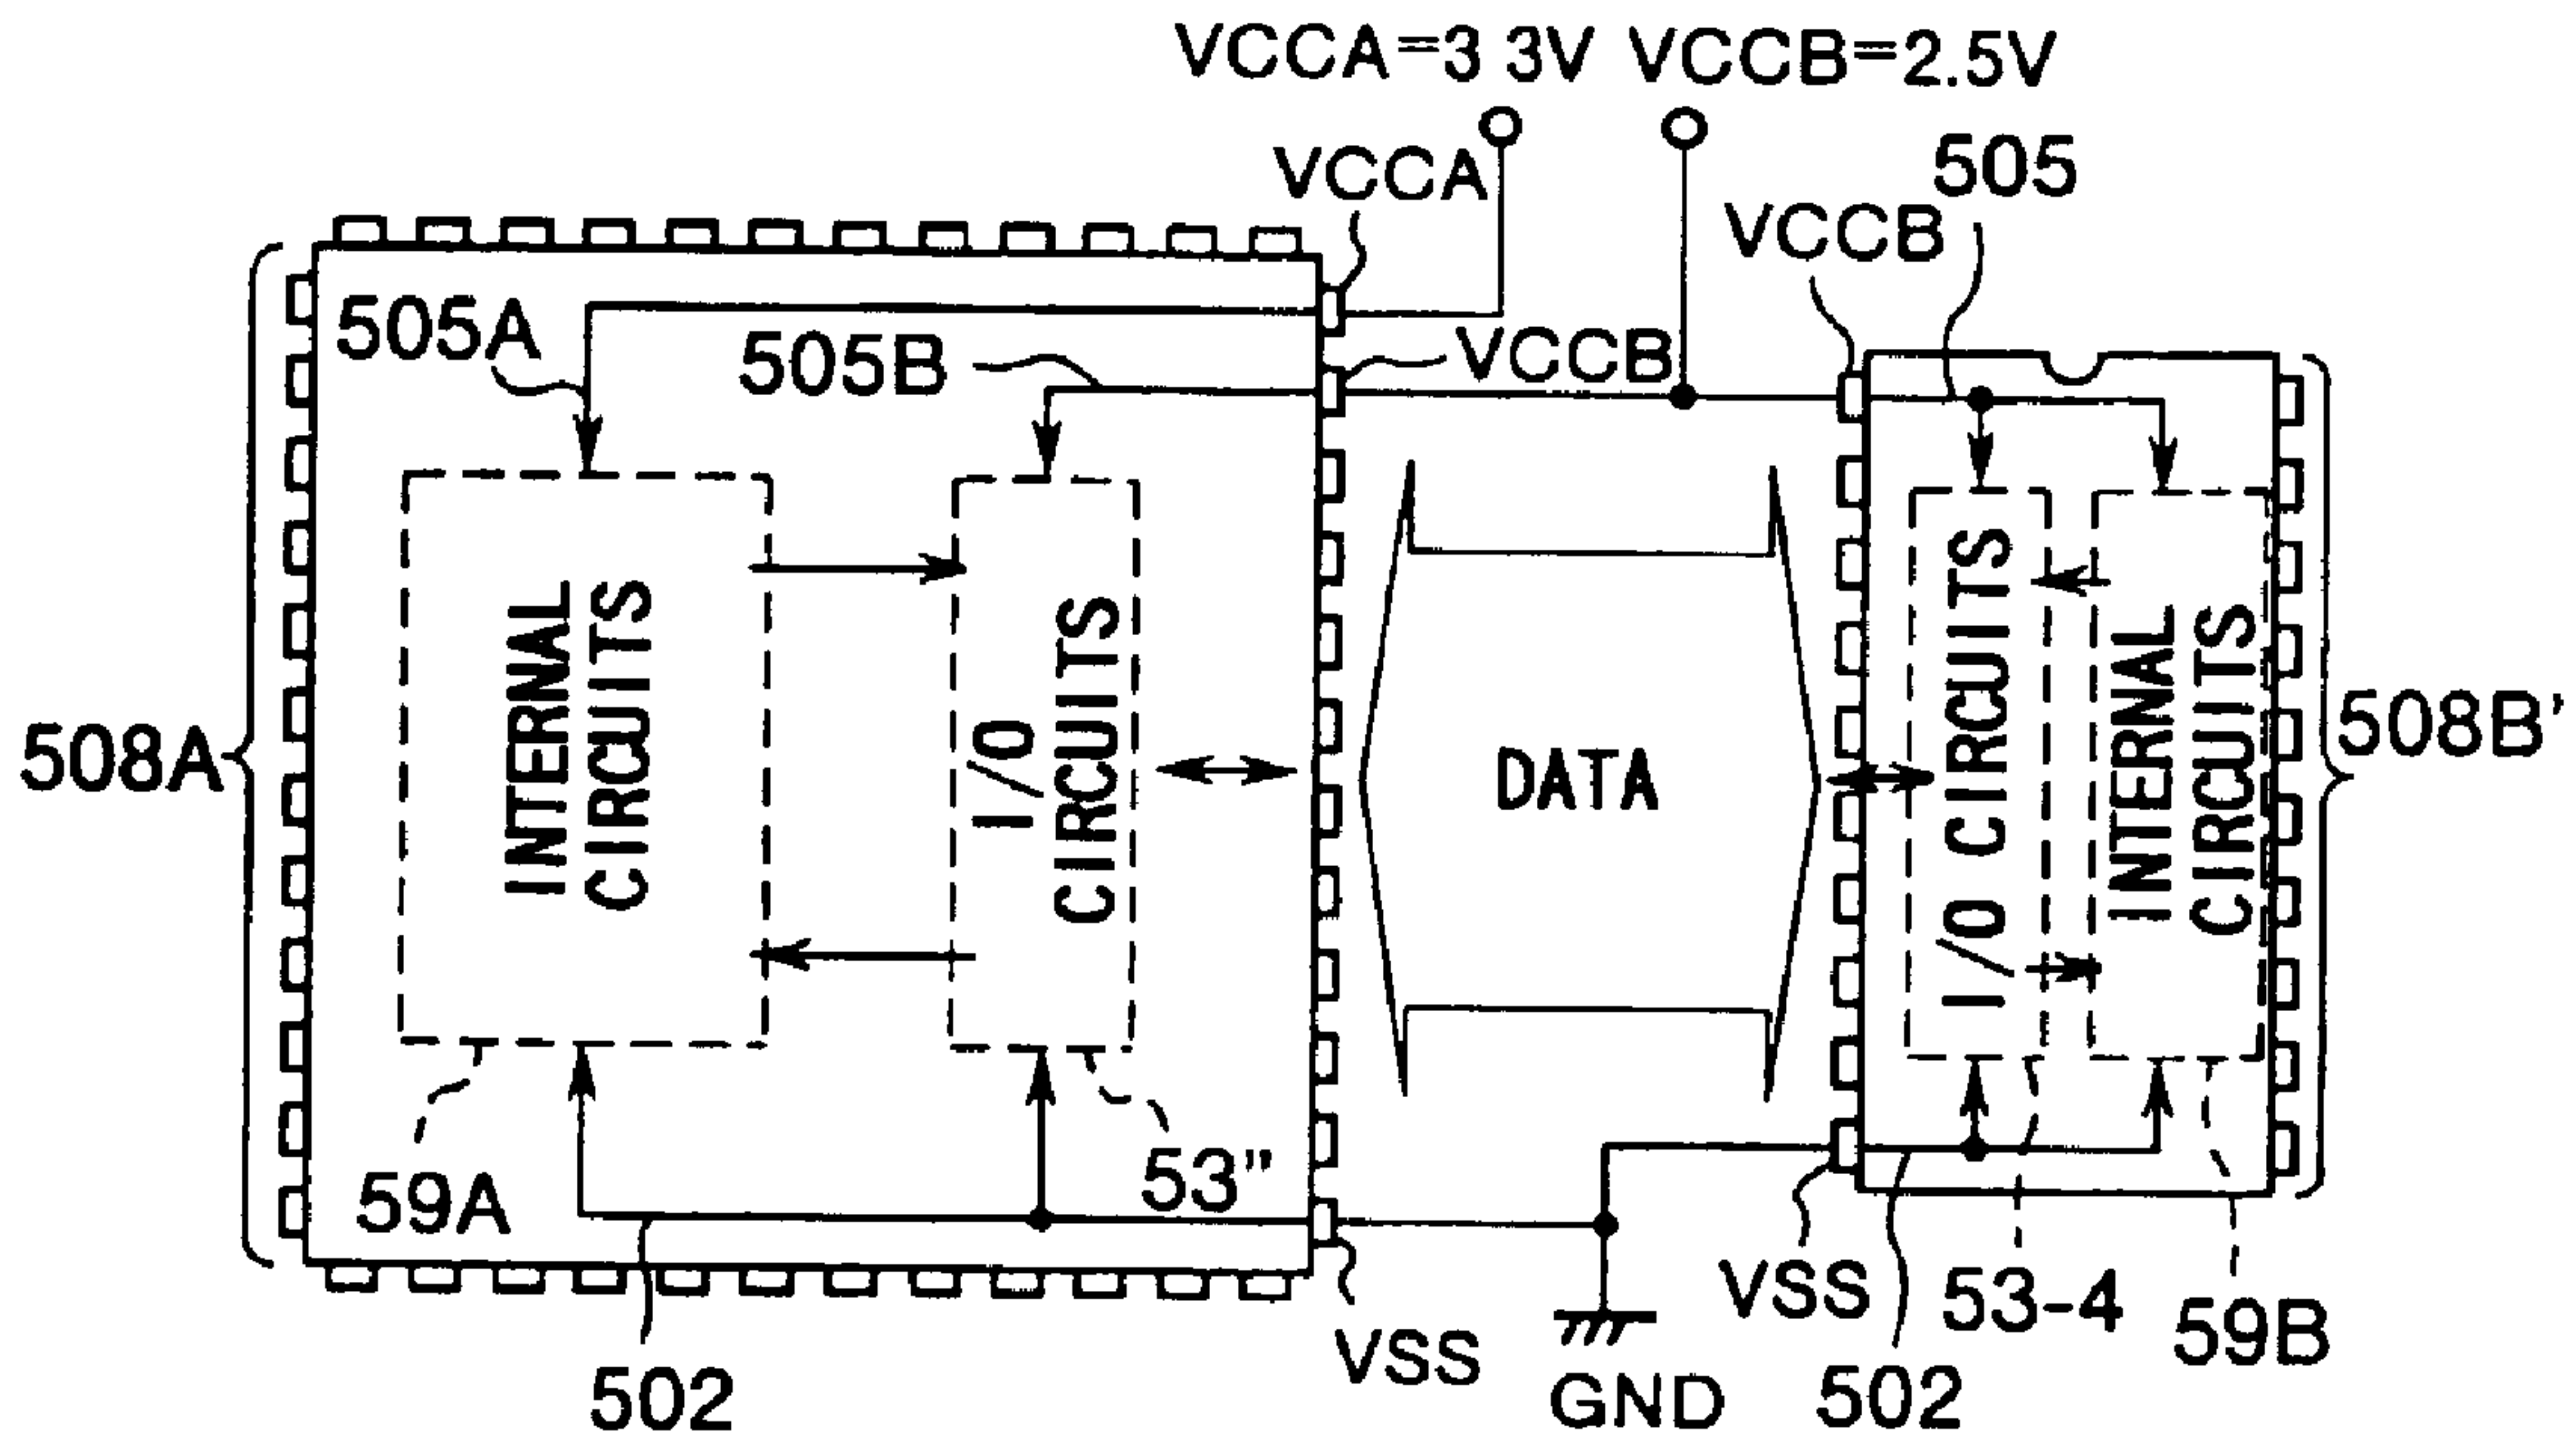 VCCA=3 3V VCCB=2.5V
VCCA
505
VCCB
505A
505B
VCCB
508A
INTERNAL
CIRCUITS
I/O
CIRCUITS
DATA
I/O CIRCUITS
INTERNAL
CIRCUITS
508B'
59A
53"
VSS
502
VSS
GND
502
53-4
59B